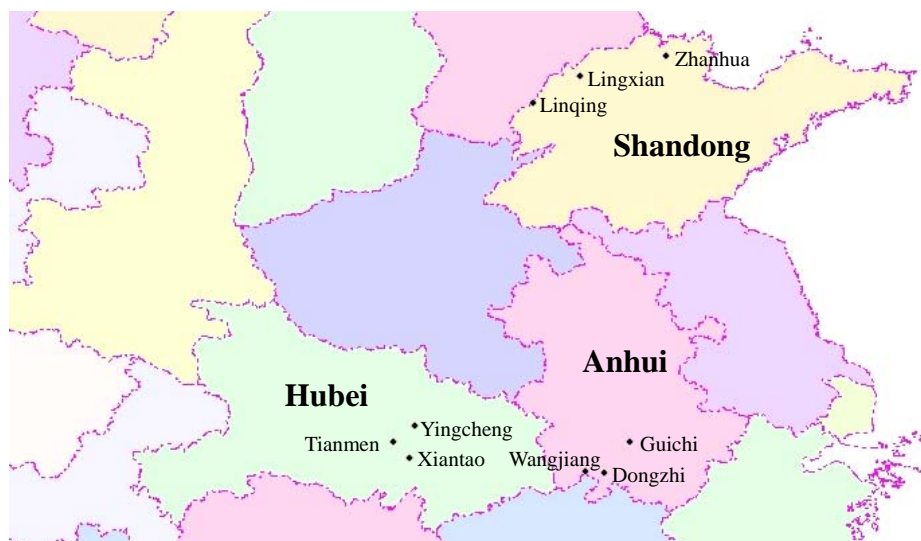 Zhanhua
Lingxian
Linqing
Shandong
Anhui
Hubei
Yingcheng
Tianmen
Guichi
Xiantao
Wangjiang
Dongzhi